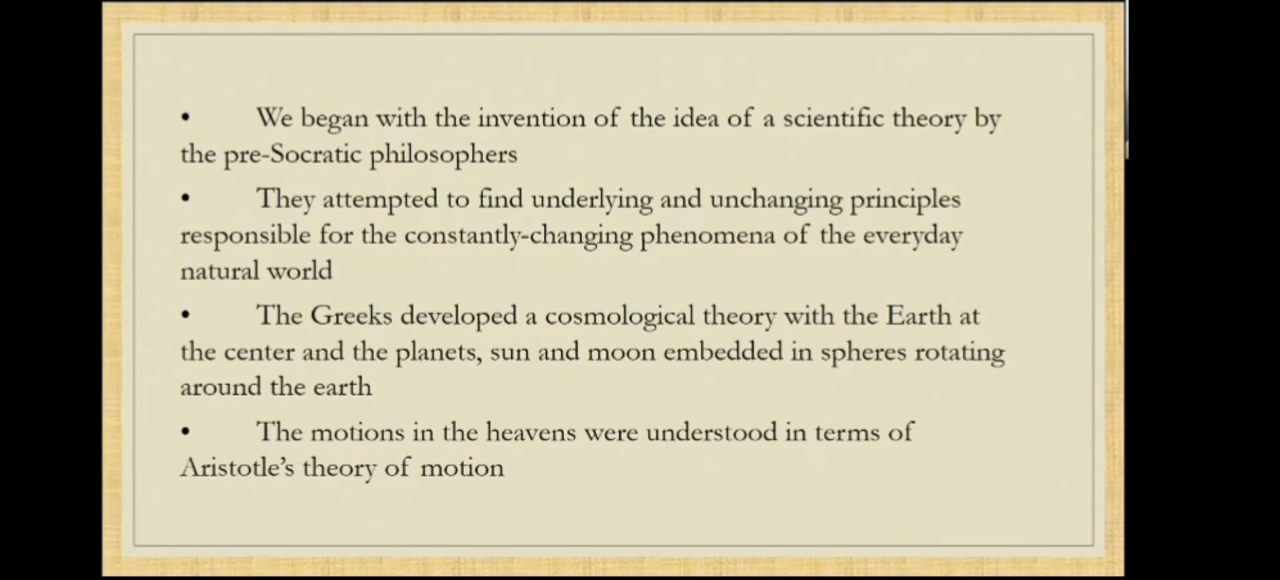 • We began with the invention of the idea of a scientific theory by
the pre-Socratic philosophers
• They attempted to find underlying and unchanging principles
responsible for the constantly-changing phenomena of the everyday
natural world
• The Greeks developed a cosmological theory with the Earth at
the center and the planets, sun and moon embedded in spheres rotating
around the earth
• The motions in the heavens were understood in terms of
Aristotle’s theory of motion